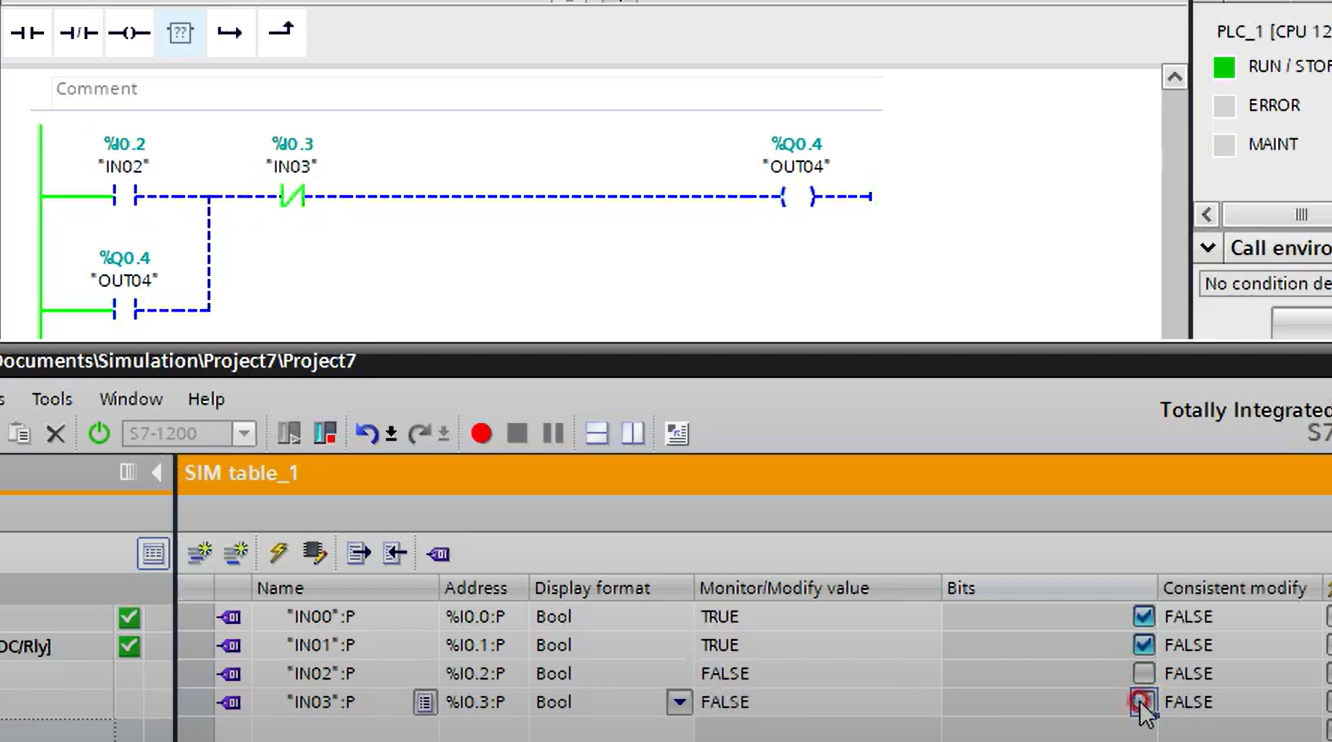 ??
PLC_1 [CPU 12
RUN / STOP
ERROR
MAINT
Comment
%I0.2
"IN02"
%I0.3
"IN03"
%Q0.4
"OUT04"
%Q0.4
"OUT04"
Call enviro
No condition de
Documents\Simulation\Project7\Project7
s Tools Window Help
Totally Integrated
S7-1200
S7
SIM table_1
Name Address Display format Monitor/Modify value Bits Consistent modify
"IN00":P %I0.0:P Bool TRUE FALSE
"IN01":P %I0.1:P Bool TRUE FALSE
DC/Rly]
"IN02":P %I0.2:P Bool FALSE FALSE
"IN03":P %I0.3:P Bool FALSE FALSE